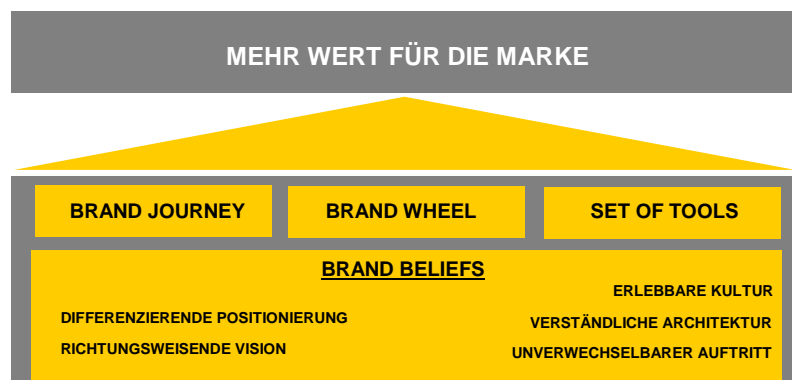 MEHR WERT FÜR DIE MARKE
BRAND JOURNEY
BRAND WHEEL
SET OF TOOLS
BRAND BELIEFS
DIFFERENZIERENDE POSITIONIERUNG
RICHTUNGSWEISENDE VISION
ERLEBBARE KULTUR
VERSTÄNDLICHE ARCHITEKTUR
UNVERWECHSELBARER AUFTRITT